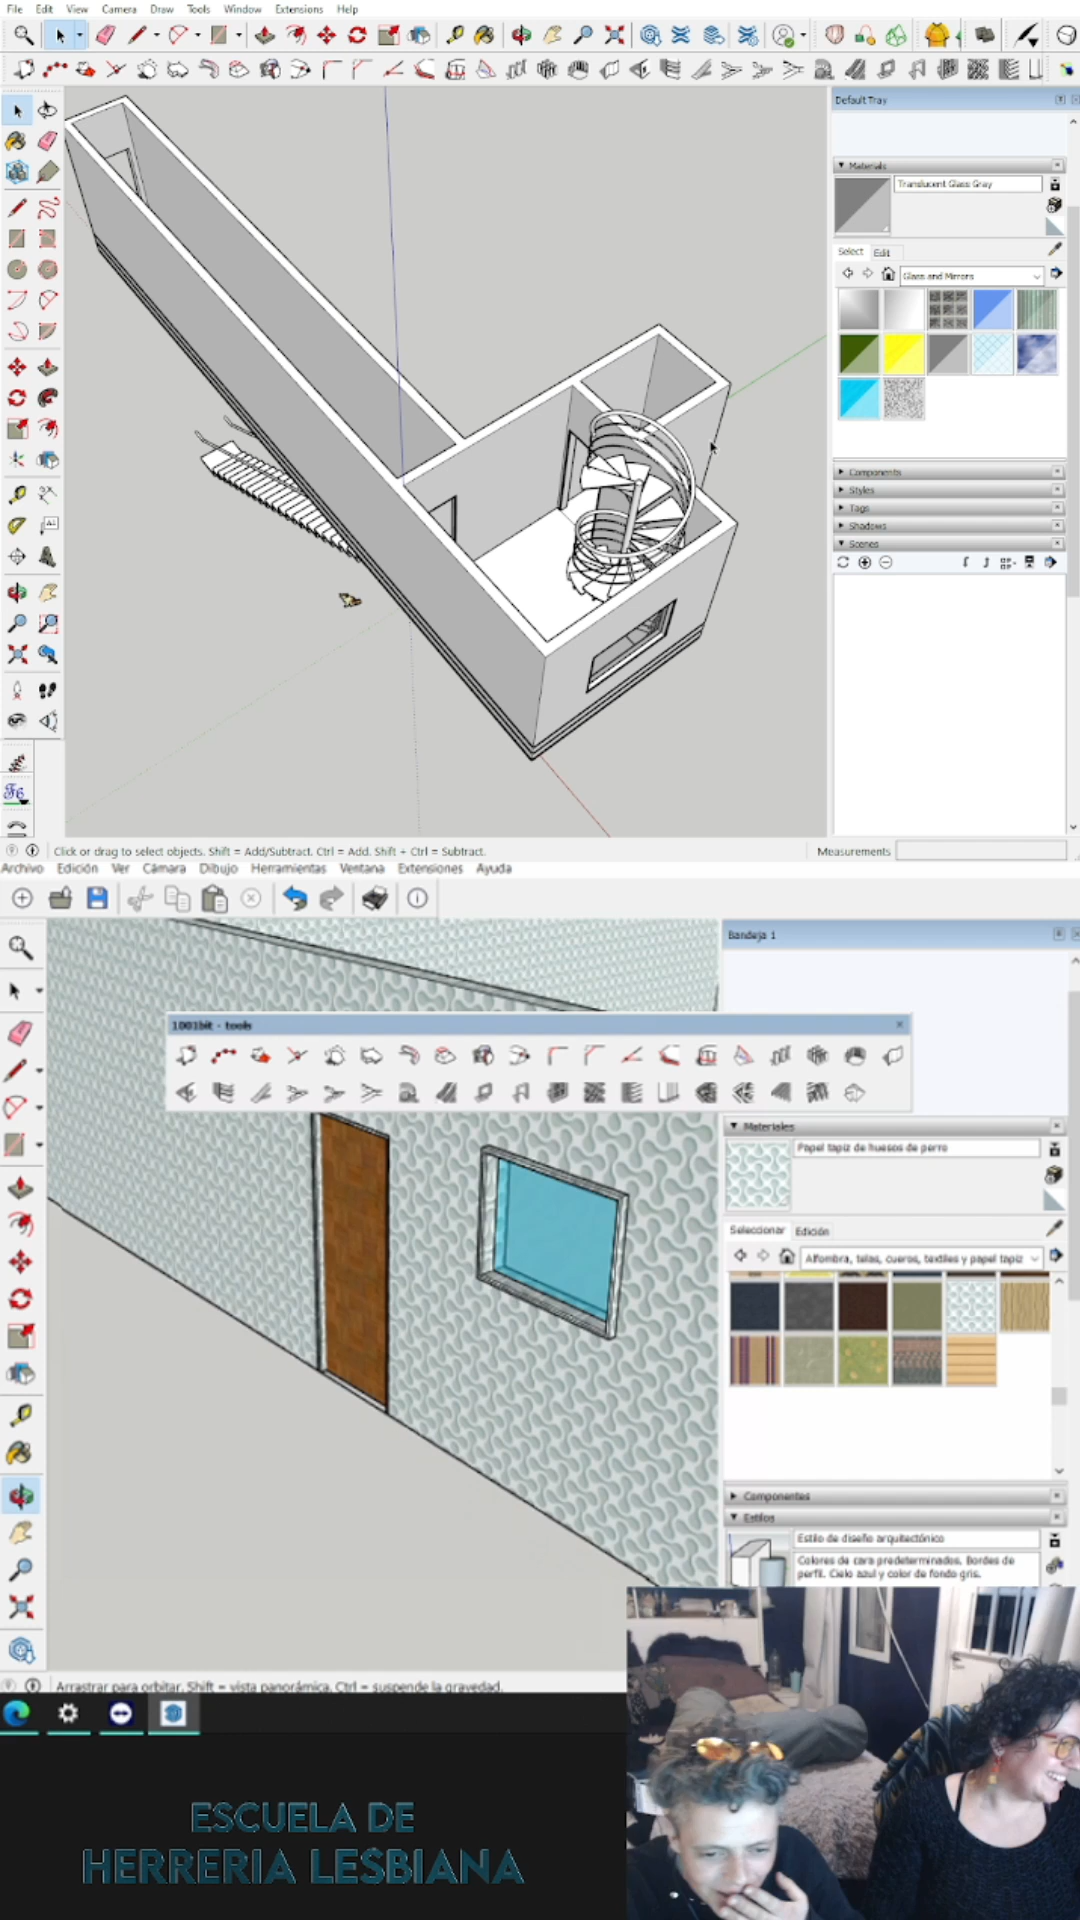 File Edit View Camera Draw Tools Window Extensions Help
Default Tray
Materials
Translucent Glass Gray
Select Edit
Glass and Mirrors
Components
Styles
Tags
Shadows
Scenes
Click or drag to select objects. Shift = Add/Subtract. Ctrl = Add. Shift + Ctrl = Subtract.
Measurements
Archivo Edición Ver Cámara Dibujo Herramientas Ventana Extensiones Ayuda
Bandeja 1
1001bit - tools
Materiales
Papel tapiz de huesos de perro
Seleccionar Edición
Alfombra, telas, cueros, textiles y papel tapiz
Componentes
Estilos
Estilo de diseño arquitectónico
Colores de cara predeterminados. Bordes de
perfil. Cielo azul y color de fondo gris.
Arrastrar para orbitar. Shift = vista panorámica. Ctrl = suspende la gravedad.
ESCUELA DE
HERRERIA LESBIANA